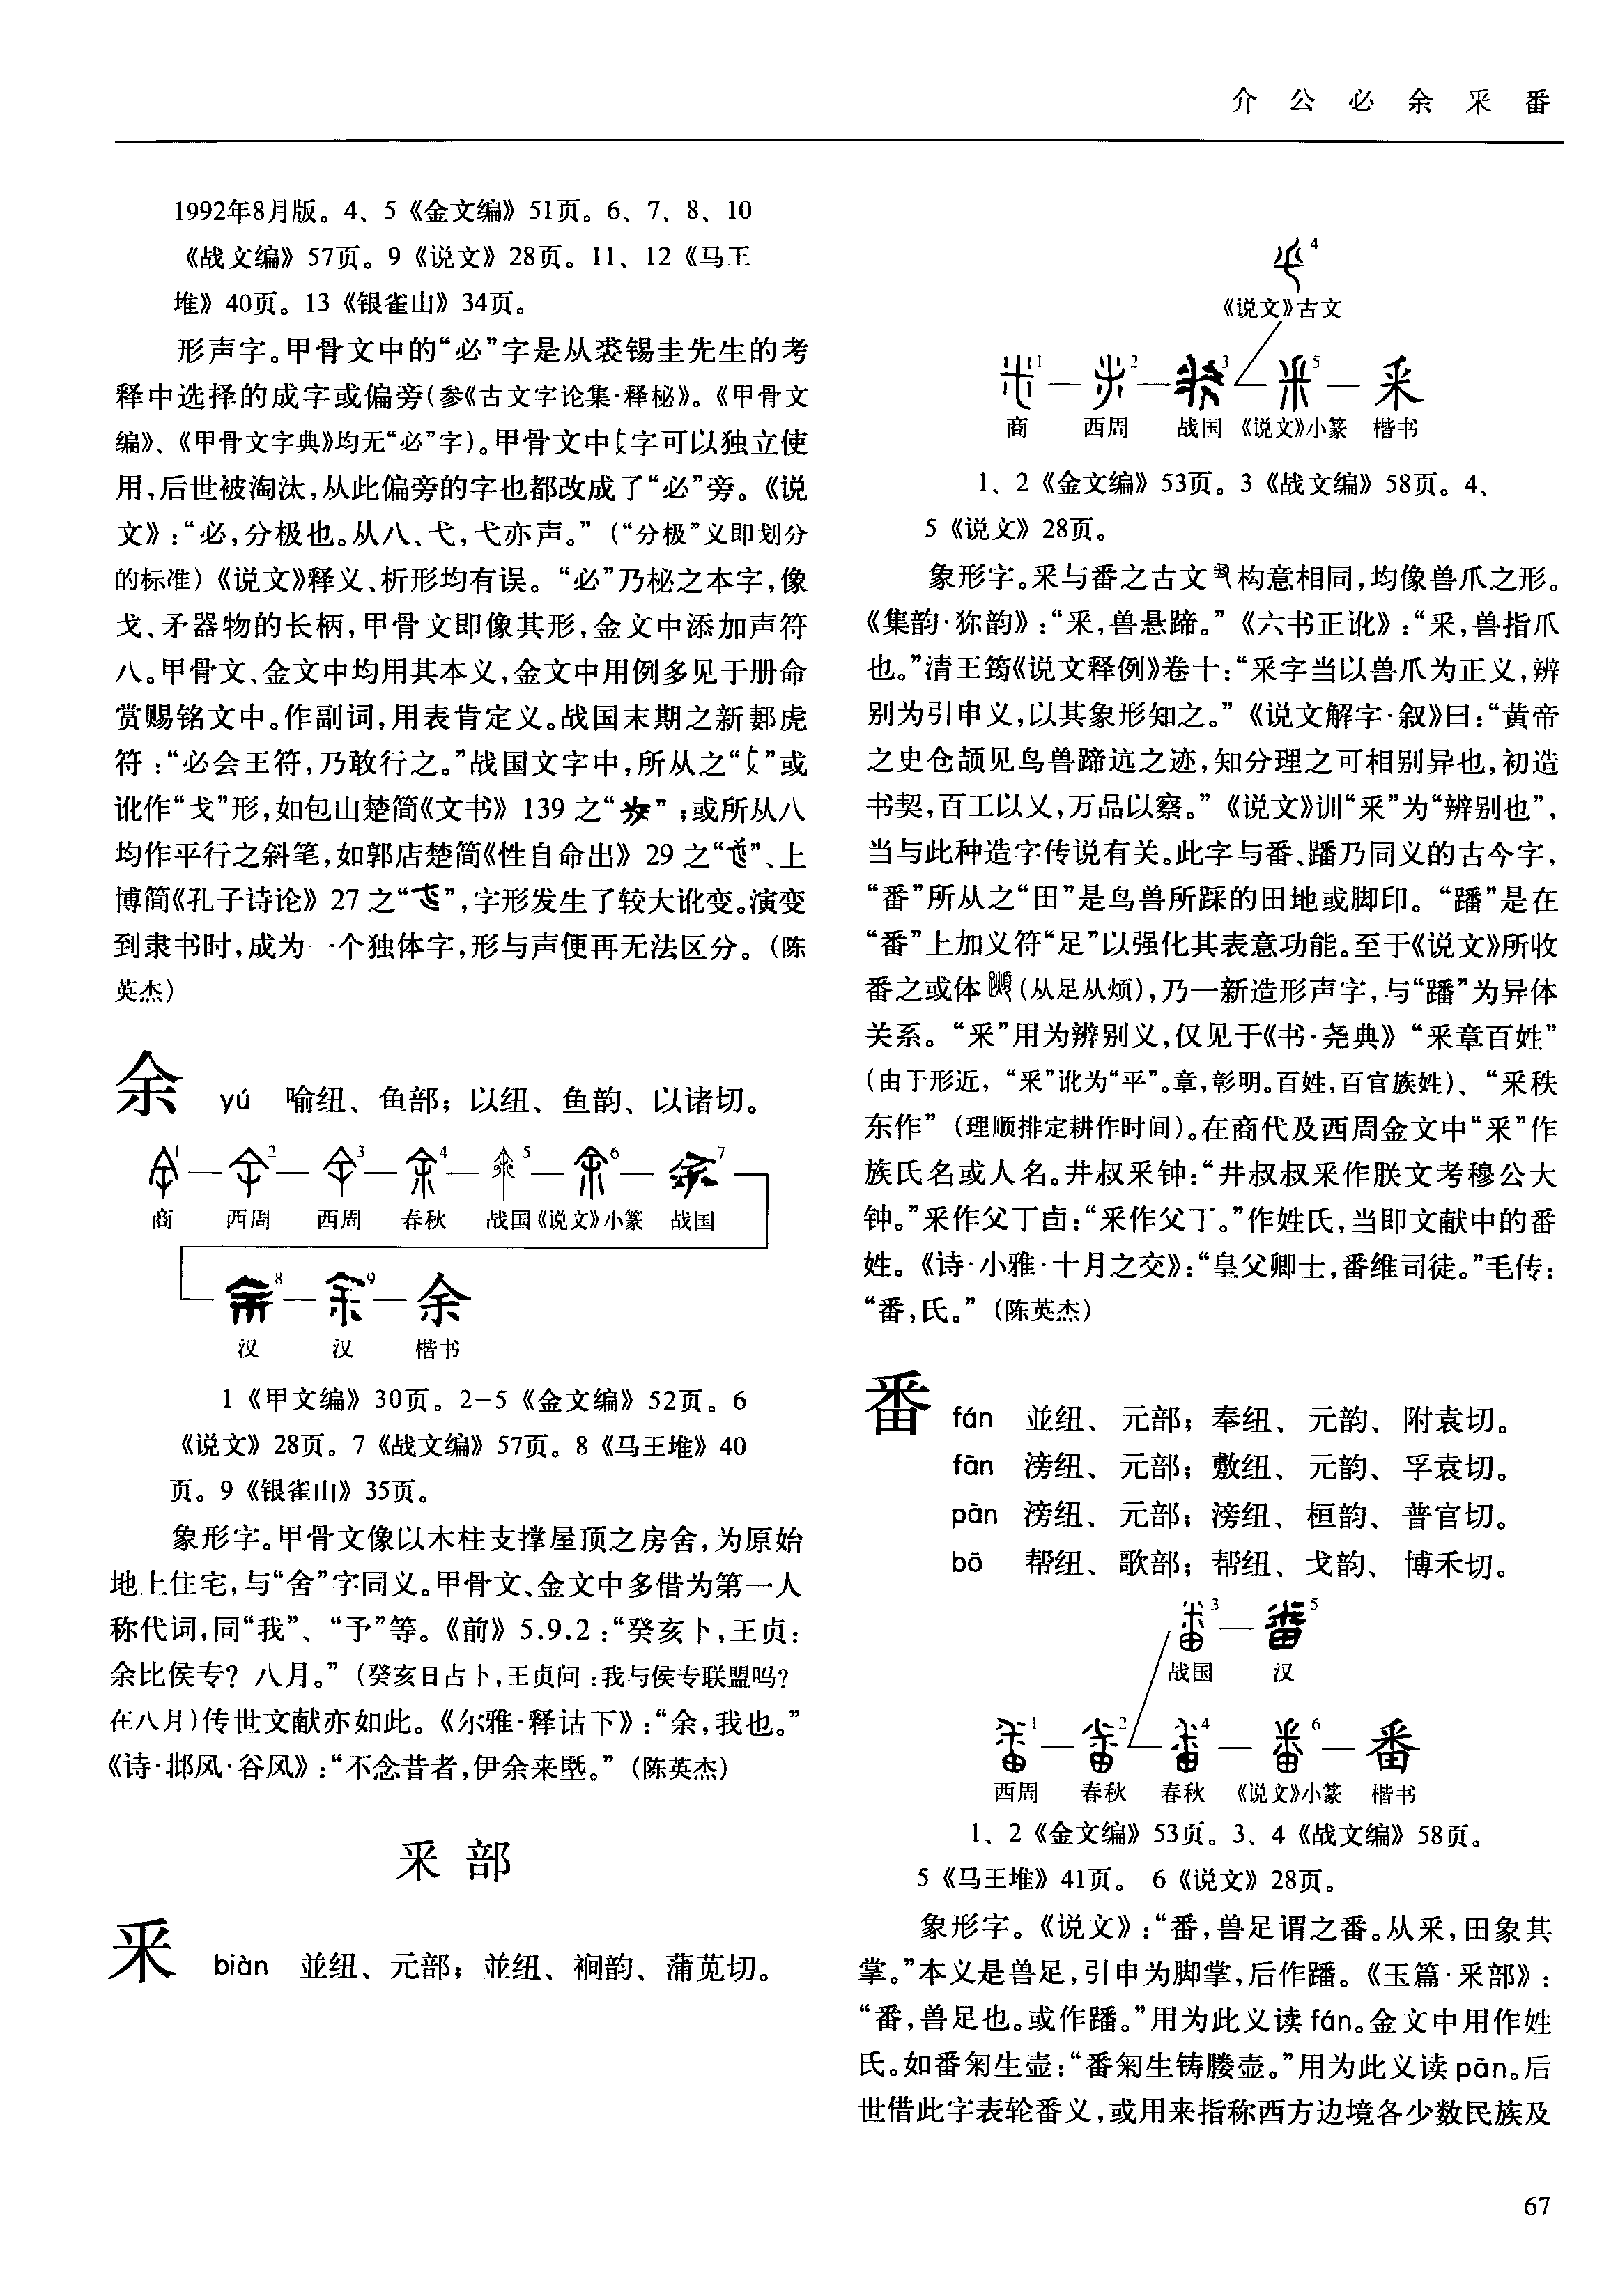 介 公 必 余 釆 番
1992年8月版。4、5《金文编》51页。6、7、8、10
《战文编》57页。9《说文》28页。11、12《马王
堆》40页。13《银雀山》34页。
形声字。甲骨文中的“必”字是从裘锡圭先生的考
释中选择的成字或偏旁(参《古文字论集·释秘》。《甲骨文
编》、《甲骨文字典》均无“必”字)。甲骨文中字可以独立使
用,后世被淘汰,从此偏旁的字也都改成了“必”旁。《说
文》:“必,分极也。从八、弋,弋亦声。”(“分极”义即划分
的标准)《说文》释义、析形均有误。“必”乃柲之本字,像
戈、矛器物的长柄,甲骨文即像其形,金文中添加声符
八。甲骨文、金文中均用其本义,金文中用例多见于册命
赏赐铭文中。作副词,用表肯定义。战国末期之新郪虎
符:“必会王符,乃敢行之。”战国文字中,所从之“”或
讹作“戈”形,如包山楚简《文书》139之“”;或所从八
均作平行之斜笔,如郭店楚简《性自命出》29之“”、上
博简《孔子诗论》27之“”,字形发生了较大讹变。演变
到隶书时,成为一个独体字,形与声便再无法区分。(陈
英杰)
余 yú 喻纽、鱼部；以纽、鱼韵、以诸切。
1 — 2 — 3 — 4 — 5 — 6 — 7
商 西周 西周 春秋 战国《说文》小篆 战国
8 — 9 — 余
汉 汉 楷书
1《甲文编》30页。2-5《金文编》52页。6
《说文》28页。7《战文编》57页。8《马王堆》40
页。9《银雀山》35页。
象形字。甲骨文像以木柱支撑屋顶之房舍,为原始
地上住宅,与“舍”字同义。甲骨文、金文中多借为第一人
称代词,同“我”、“予”等。《前》5.9.2:“癸亥卜,王贞:
余比侯专?八月。”(癸亥日占卜,王贞问:我与侯专联盟吗?
在八月)传世文献亦如此。《尔雅·释诂下》:“余,我也。”
《诗·邶风·谷风》:“不念昔者,伊余来塈。”(陈英杰)
釆 部
釆 biàn 並纽、元部；並纽、裥韵、蒲苋切。
4
《说文》古文
1 — 2 — 3 5 — 釆
商 西周 战国 《说文》小篆 楷书
1、2《金文编》53页。3《战文编》58页。4、
5《说文》28页。
象形字。釆与番之古文构意相同,均像兽爪之形。
《集韵·狝韵》:“釆,兽悬蹄。”《六书正讹》:“釆,兽指爪
也。”清王筠《说文释例》卷十:“釆字当以兽爪为正义,辨
别为引申义,以其象形知之。”《说文解字·叙》曰:“黄帝
之史仓颉见鸟兽蹄迒之迹,知分理之可相别异也,初造
书契,百工以乂,万品以察。”《说文》训“釆”为“辨别也”,
当与此种造字传说有关。此字与番、蹯乃同义的古今字,
“番”所从之“田”是鸟兽所踩的田地或脚印。“蹯”是在
“番”上加义符“足”以强化其表意功能。至于《说文》所收
番之或体(从足从烦),乃一新造形声字,与“蹯”为异体
关系。“釆”用为辨别义,仅见于《书·尧典》“釆章百姓”
(由于形近,“釆”讹为“平”。章,彰明。百姓,百官族姓)、“釆秩
东作”(理顺排定耕作时间)。在商代及西周金文中“釆”作
族氏名或人名。井叔釆钟:“井叔叔釆作朕文考穆公大
钟。”釆作父丁卣:“釆作父丁。”作姓氏,当即文献中的番
姓。《诗·小雅·十月之交》:“皇父卿士,番维司徒。”毛传:
“番,氏。”(陈英杰)
番 fán 並纽、元部；奉纽、元韵、附袁切。
fān 滂纽、元部；敷纽、元韵、孚袁切。
pān 滂纽、元部；滂纽、桓韵、普官切。
bō 帮纽、歌部；帮纽、戈韵、博禾切。
3 — 5
战国 汉
1 — 2 4 — 6 — 番
西周 春秋 春秋 《说文》小篆 楷书
1、2《金文编》53页。3、4《战文编》58页。
5《马王堆》41页。6《说文》28页。
象形字。《说文》:“番,兽足谓之番。从釆,田象其
掌。”本义是兽足,引申为脚掌,后作蹯。《玉篇·釆部》:
“番,兽足也。或作蹯。”用为此义读fán。金文中用作姓
氏。如番匊生壶:“番匊生铸媵壶。”用为此义读pān。后
世借此字表轮番义,或用来指称西方边境各少数民族及
67